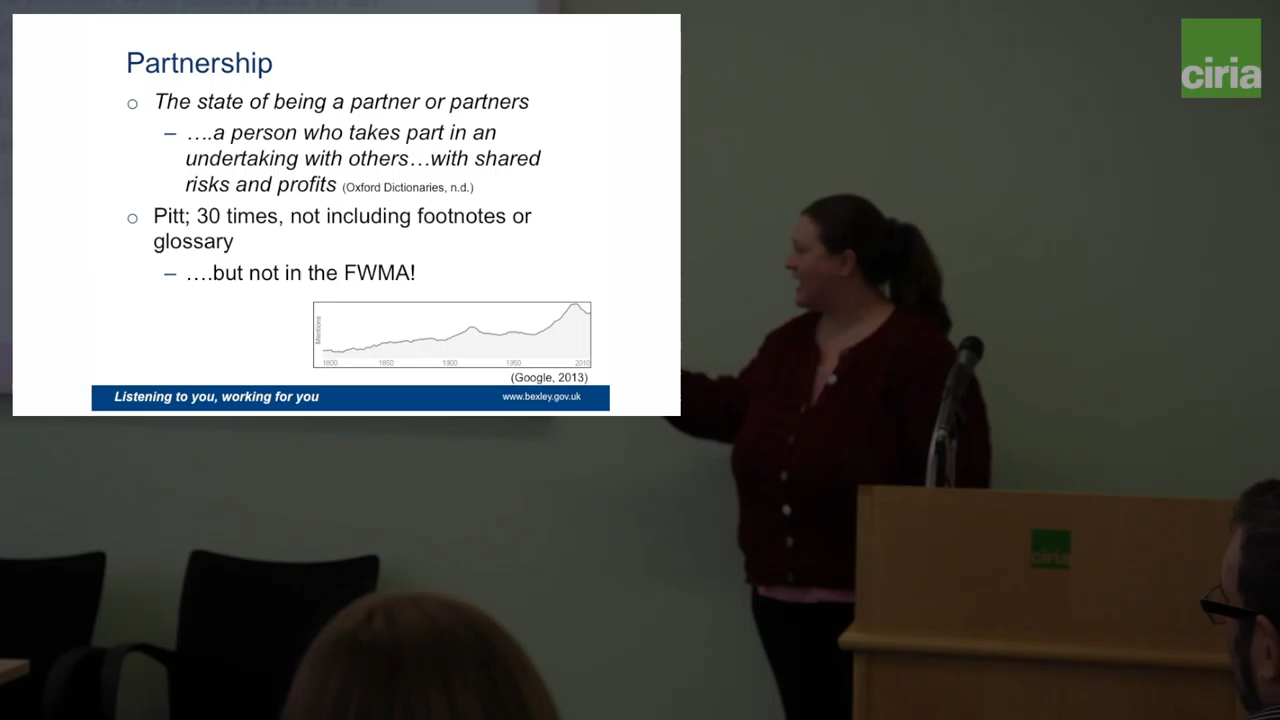 Partnership
The state of being a partner or partners
– ….a person who takes part in an
undertaking with others…with shared
risks and profits (Oxford Dictionaries, n.d.)
Pitt; 30 times, not including footnotes or
glossary
– ….but not in the FWMA!
Mentions
1800 1850 1900 1950 2010
(Google, 2013)
Listening to you, working for you www.bexley.gov.uk
ciria
ciria